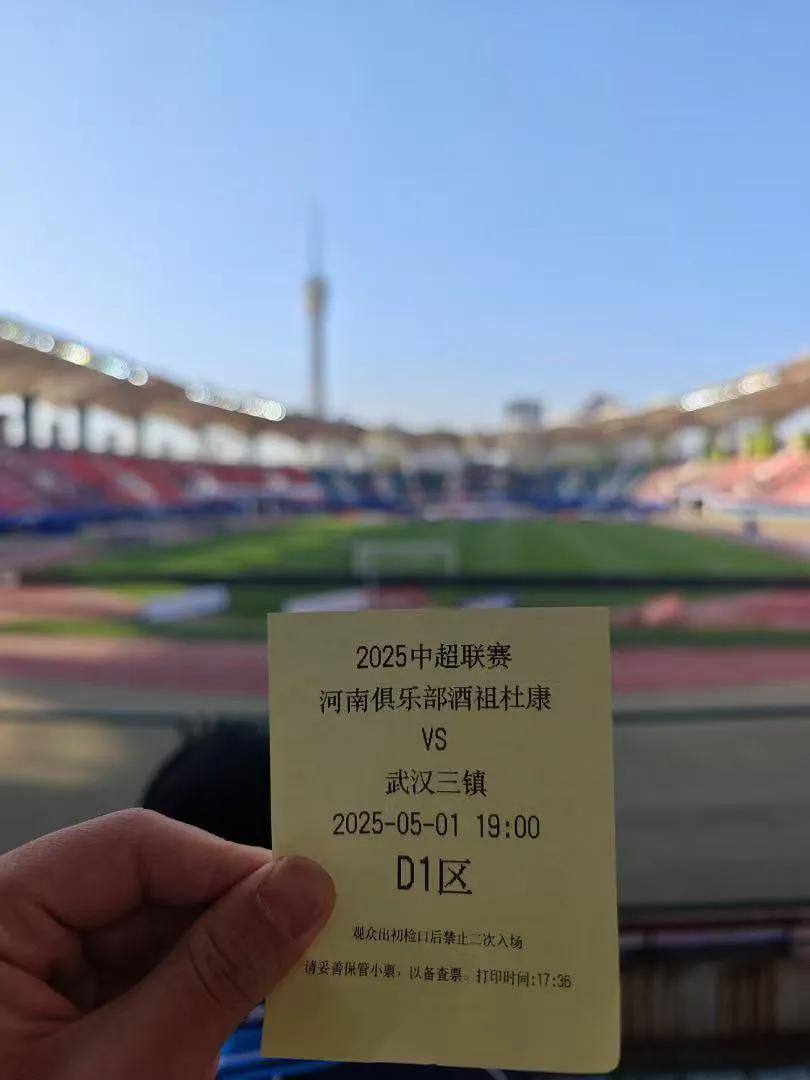 2025中超联赛
河南俱乐部酒祖杜康
VS
武汉三镇
2025-05-01 19:00
D1区
观众出初检口后禁止二次入场
请妥善保管小票，以备查票。打印时间:17:36